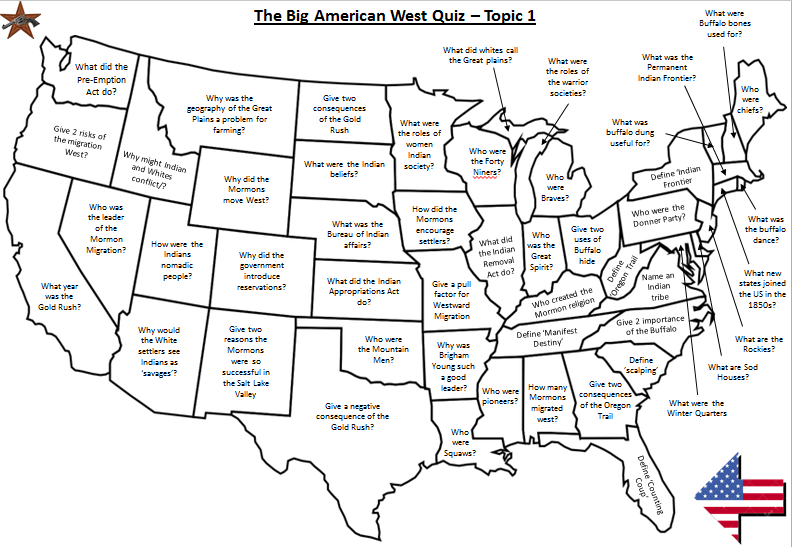 The Big American West Quiz – Topic 1
What were
Buffalo bones
used for?
What did whites call
the Great plains?
What were
the roles of
the warrior
societies?
What was the
Permanent
Indian Frontier?
What did the
Pre-Emption
Act do?
Why was the
geography of the Great
Plains a problem for
farming?
Give two
consequences
of the Gold
Rush
What were
the roles of
women
Indian
society?
Who were
the Forty
Niners?
What was
buffalo dung
useful for?
Who
were
chiefs?
Give 2 risks of
the migration
West?
Why might Indian
and Whites
conflict/?
Why did the
Mormons
move West?
What were the Indian
beliefs?
Who
were
Braves?
Define 'Indian
Frontier
Who was
the leader
of the
Mormon
Migration?
How were the
Indians
nomadic
people?
What was the
Bureau of Indian
affairs?
How did the
Mormons
encourage
settlers?
What did
the Indian
Removal
Act do?
Who
was the
Great
Spirit?
Give two
uses of
Buffalo
hide
Who were the
Donner Party?
What was
the buffalo
dance?
What year
was the
Gold Rush?
Why did
the
government
introduce
reservations?
What did the Indian
Appropriations Act
do?
Give a pull
factor for
Westward
Migration
Who created the
Mormon religion
Define
'Oregon Trail
Name an
Indian
tribe
What new
states joined
the US in the
1850s?
Why would
the White
settlers see
Indians as
'savages'?
Give two
reasons the
Mormons
were so
successful in
the Salt Lake
Valley
Who were
the Mountain
Men?
Why was
Brigham
Young such
a good
leader?
Define 'Manifest
Destiny'
Give 2 importance
of the Buffalo
What are the
Rockies?
Define
'scalping'
What are Sod
Houses?
Give a negative
consequence of the
Gold Rush?
Who
were
Squaws?
Who were
pioneers?
How many
Mormons
migrated
west?
Give two
consequences
of the Oregon
Trail
What were the
Winter Quarters
Define 'Counting
Coup'